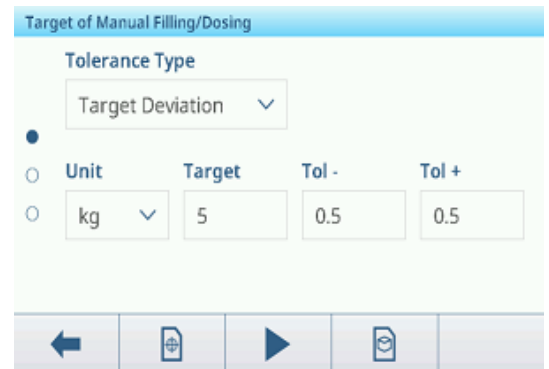 Target of Manual Filling/Dosing
Tolerance Type
Target Deviation
Unit Target Tol - Tol +
kg 5 0.5 0.5